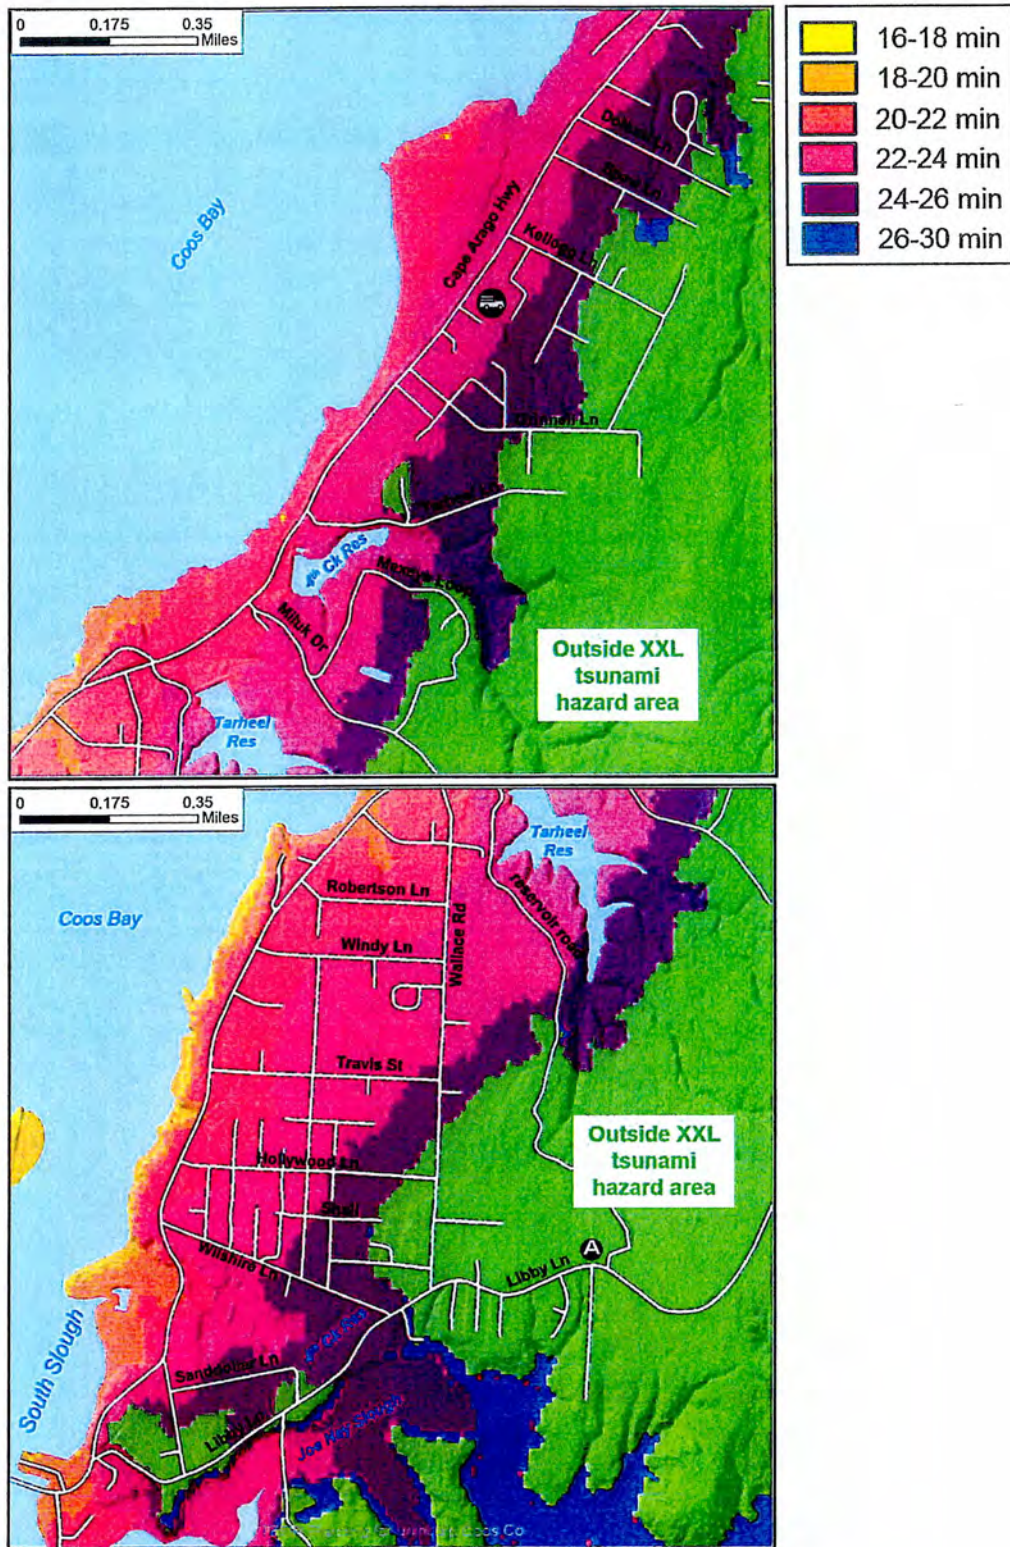 0 0.175 0.35
Miles
16-18 min
18-20 min
20-22 min
22-24 min
24-26 min
26-30 min
Coos Bay
Cape Arago Hwy
Kellogg Ln
Tarheel Ln
4th Ck Res
Miluk Dr
Mexeye Loop
Tarheel
Res
Outside XXL
tsunami
hazard area
0 0.175 0.35
Miles
Coos Bay
Tarheel
Res
Robertson Ln
Wallace Rd
reservoir road
Windy Ln
Travis St
Hollywood Ln
Shell
Wilshire Ln
Outside XXL
tsunami
hazard area
A
Libby Ln
South Slough
Libby Ln
Joe Ney Slough